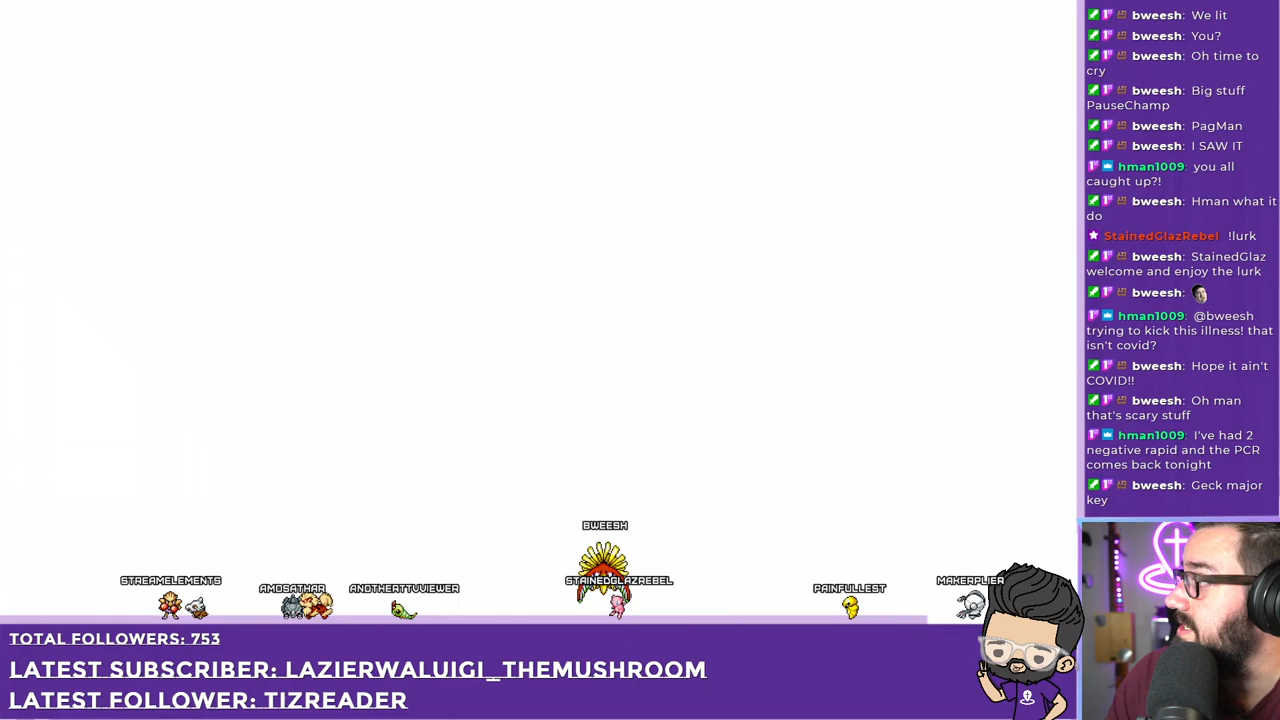 bweesh: We lit
bweesh: You?
bweesh: Oh time to
cry
bweesh: Big stuff
PauseChamp
bweesh: PagMan
bweesh: I SAW IT
hman1009: you all
caught up?!
bweesh: Hman what it
do
StainedGlazRebel !lurk
bweesh: StainedGlaz
welcome and enjoy the lurk
bweesh:
hman1009: @bweesh
trying to kick this illness! that
isn't covid?
bweesh: Hope it ain't
COVID!!
bweesh: Oh man
that's scary stuff
hman1009: I've had 2
negative rapid and the PCR
comes back tonight
bweesh: Geck major
key
BWEESH
STREAMELEMENTS
AMOSATHAR
ANOTHERTTVVIEWER
STAINEDGLAZREBEL
PAINFULLEST
MAKERPLIER
TOTAL FOLLOWERS: 753
LATEST SUBSCRIBER: LAZIERWALUIGI_THEMUSHROOM
LATEST FOLLOWER: TIZREADER